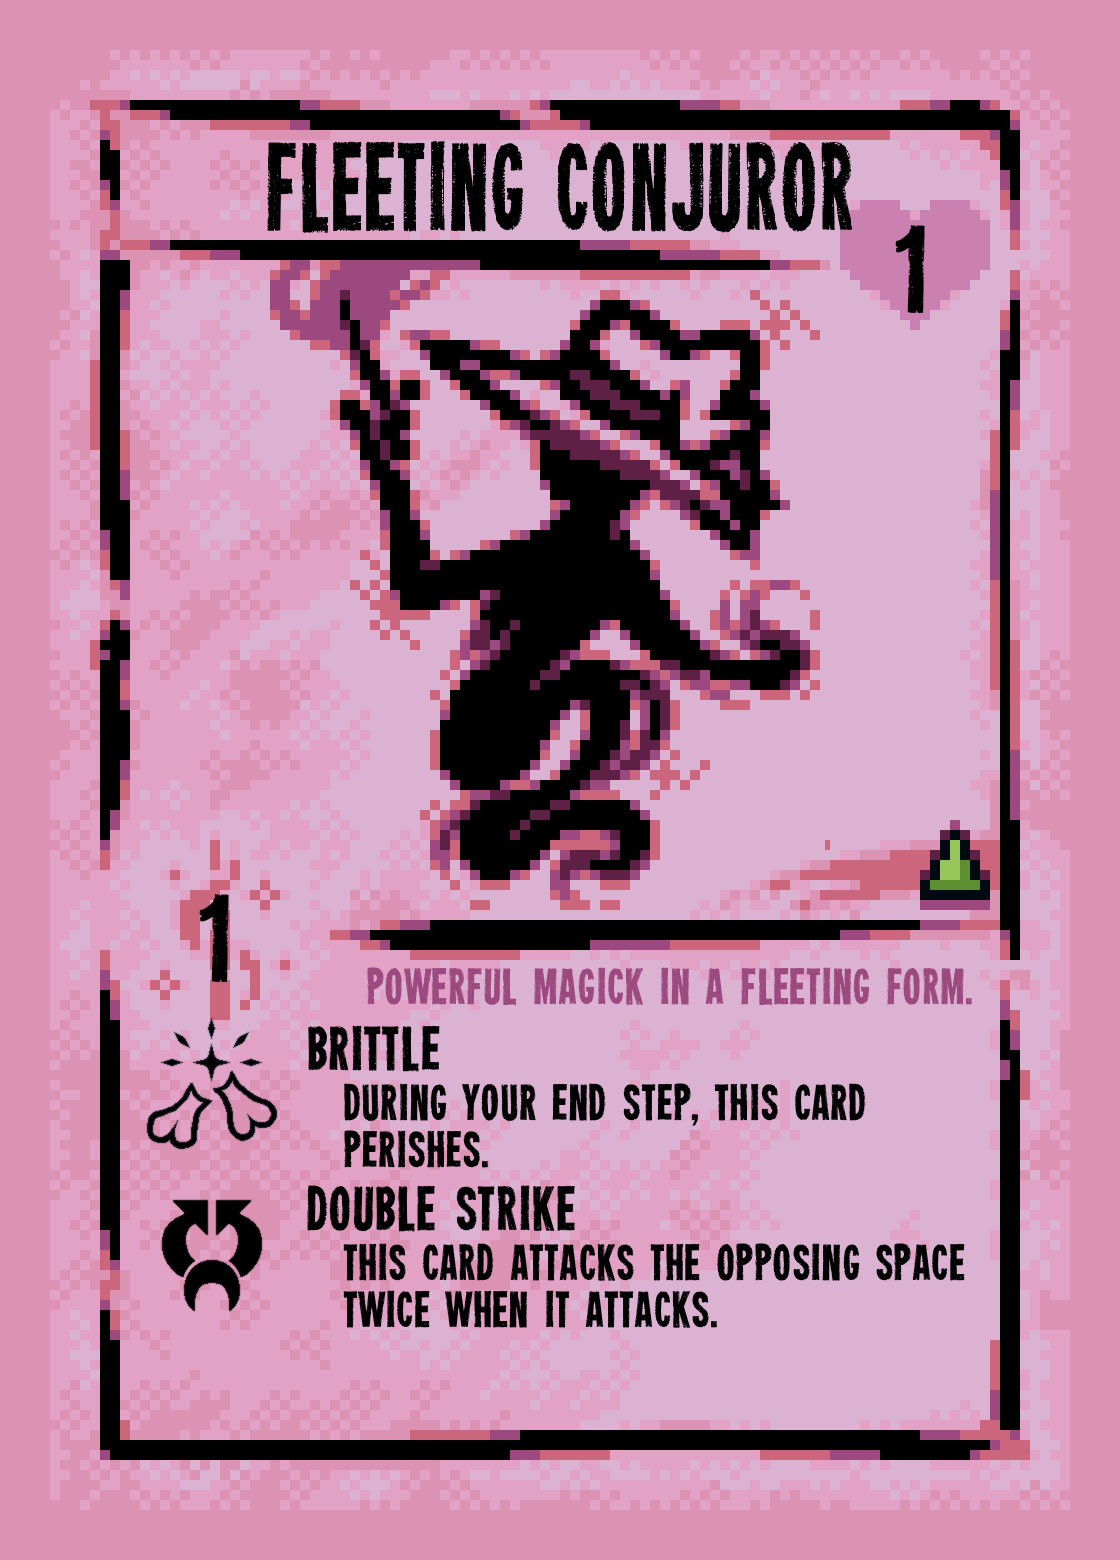 FLEETING CONJUROR
1
1
POWERFUL MAGICK IN A FLEETING FORM.
BRITTLE
DURING YOUR END STEP, THIS CARD
PERISHES.
DOUBLE STRIKE
THIS CARD ATTACKS THE OPPOSING SPACE
TWICE WHEN IT ATTACKS.